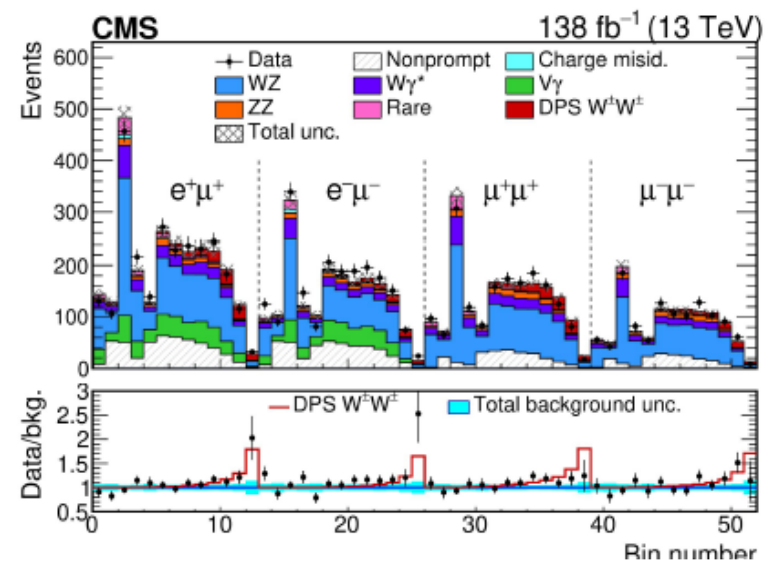 CMS 138 fb⁻¹ (13 TeV)
Events
600
500
400
300
200
100
0
Data Nonprompt Charge misid.
WZ Wγ* Vγ
ZZ Rare DPS W±W±
Total unc.
e⁺μ⁺ e⁻μ⁻ μ⁺μ⁺ μ⁻μ⁻
Data/bkg.
3
2.5
2
1.5
1
0.5
DPS W±W± Total background unc.
0 10 20 30 40 50
Bin number